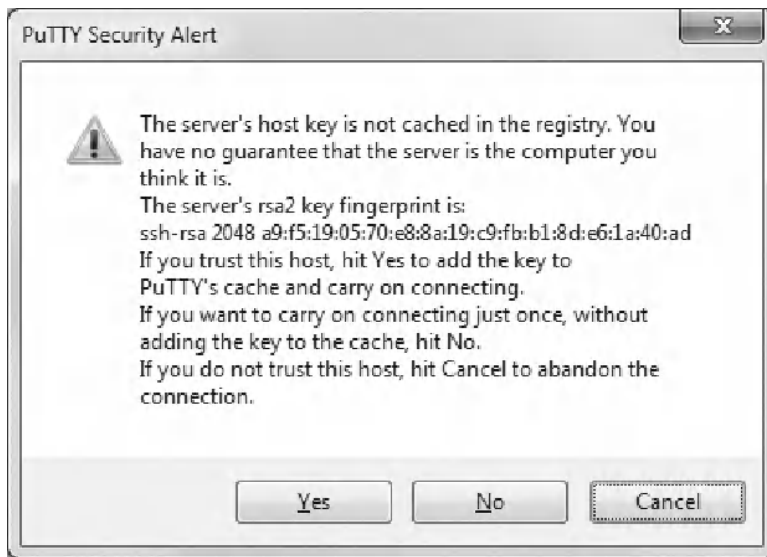 PuTTY Security Alert
The server's host key is not cached in the registry. You
have no guarantee that the server is the computer you
think it is.
The server's rsa2 key fingerprint is:
ssh-rsa 2048 a9:f5:19:05:70:e8:8a:19:c9:fb:b1:8d:e6:1a:40:ad
If you trust this host, hit Yes to add the key to
PuTTY's cache and carry on connecting.
If you want to carry on connecting just once, without
adding the key to the cache, hit No.
If you do not trust this host, hit Cancel to abandon the
connection.
Yes No Cancel